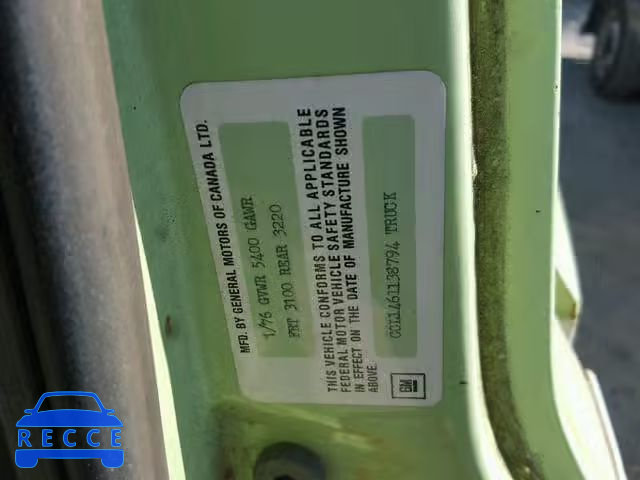 MFD. BY GENERAL MOTORS OF CANADA LTD.
1/76 GVWR 5400 GAWR
FRT 3100 REAR 3220
THIS VEHICLE CONFORMS TO ALL APPLICABLE
FEDERAL MOTOR VEHICLE SAFETY STANDARDS
IN EFFECT ON THE DATE OF MANUFACTURE SHOWN
ABOVE.
CCY1461138794 TRUCK
GM
RECCE